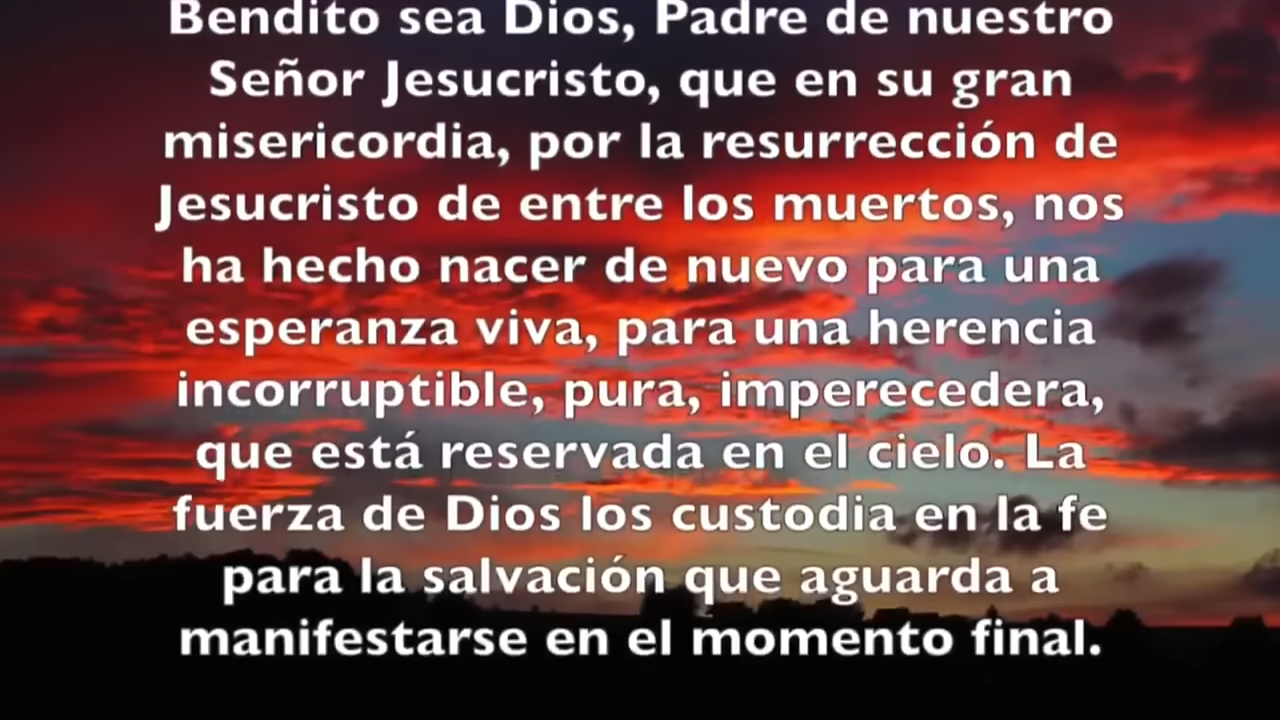 Bendito sea Dios, Padre de nuestro
Señor Jesucristo, que en su gran
misericordia, por la resurrección de
Jesucristo de entre los muertos, nos
ha hecho nacer de nuevo para una
esperanza viva, para una herencia
incorruptible, pura, imperecedera,
que está reservada en el cielo. La
fuerza de Dios los custodia en la fe
para la salvación que aguarda a
manifestarse en el momento final.